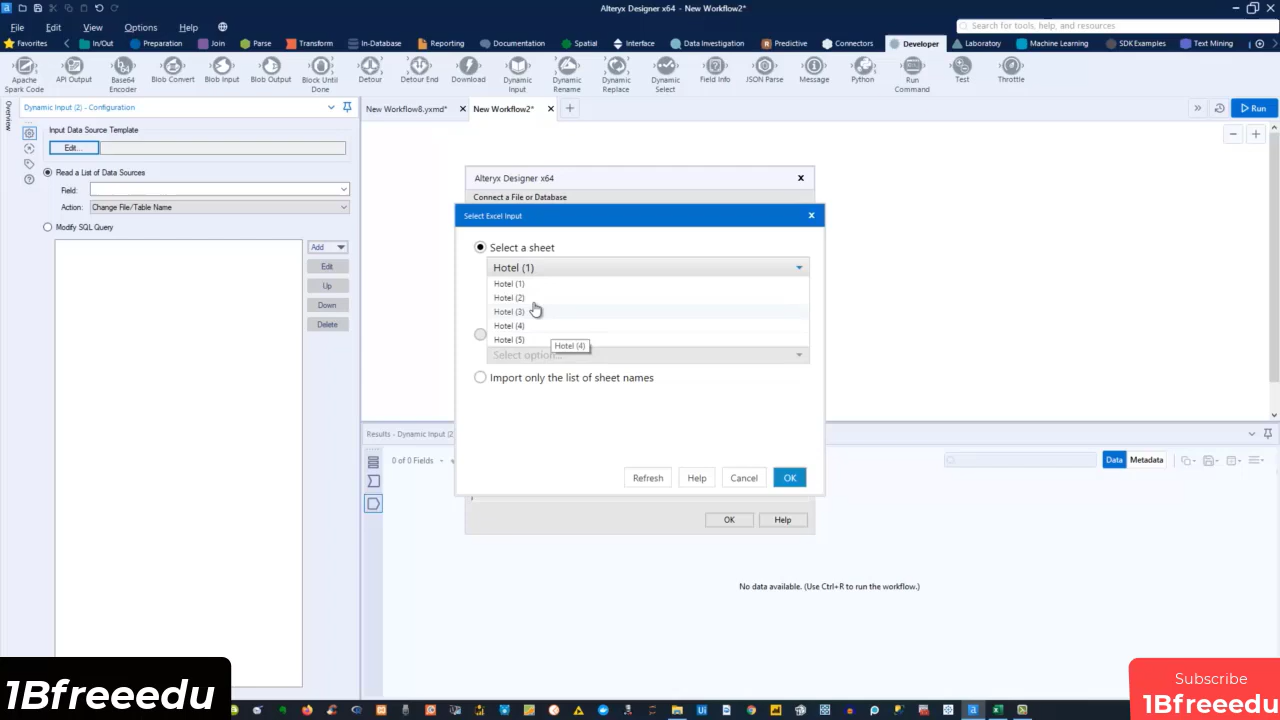 Alteryx Designer x64 - New Workflow2*
File
Edit
View
Options
Help
Search for tools, help, and resources
Favorites
In/Out
Preparation
Join
Parse
Transform
In-Database
Reporting
Documentation
Spatial
Interface
Data Investigation
Predictive
Connectors
Developer
Laboratory
Machine Learning
SDK Examples
Text Mining
Apache
Spark Code
API Output
Base64
Encoder
Blob Convert
Blob Input
Blob Output
Block Until
Done
Detour
Detour End
Download
Dynamic
Input
Dynamic
Rename
Dynamic
Replace
Dynamic
Select
Field Info
JSON Parse
Message
Python
Run
Command
Test
Throttle
Overview
Dynamic Input (2) - Configuration
New Workflow8.yxmd*
New Workflow2*
Run
Input Data Source Template
Edit...
Read a List of Data Sources
Field:
Action: Change File/Table Name
Modify SQL Query
Add
Edit
Up
Down
Delete
Alteryx Designer x64
Connect a File or Database
Select Excel Input
Select a sheet
Hotel (1)
Hotel (1)
Hotel (2)
Hotel (3)
Hotel (4)
Hotel (5)
Hotel (4)
Select option...
Import only the list of sheet names
Refresh
Help
Cancel
OK
OK
Help
Results - Dynamic Input (2)
0 of 0 Fields
Data
Metadata
No data available. (Use Ctrl+R to run the workflow.)
1Bfreeedu
Subscribe
1Bfreeedu